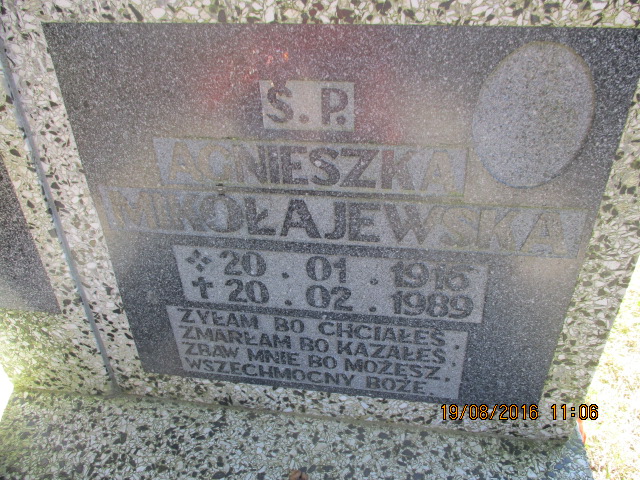 Ś. P.
AGNIESZKA
MIKOŁAJEWSKA
20 . 01 . 1916
✝ 20 . 02 . 1989
ŻYŁAM BO CHCIAŁEŚ.
ZMARŁAM BO KAZAŁEŚ
ZBAW MNIE BO MOŻESZ.
WSZECHMOCNY BOŻE
19/08/2016 11:06